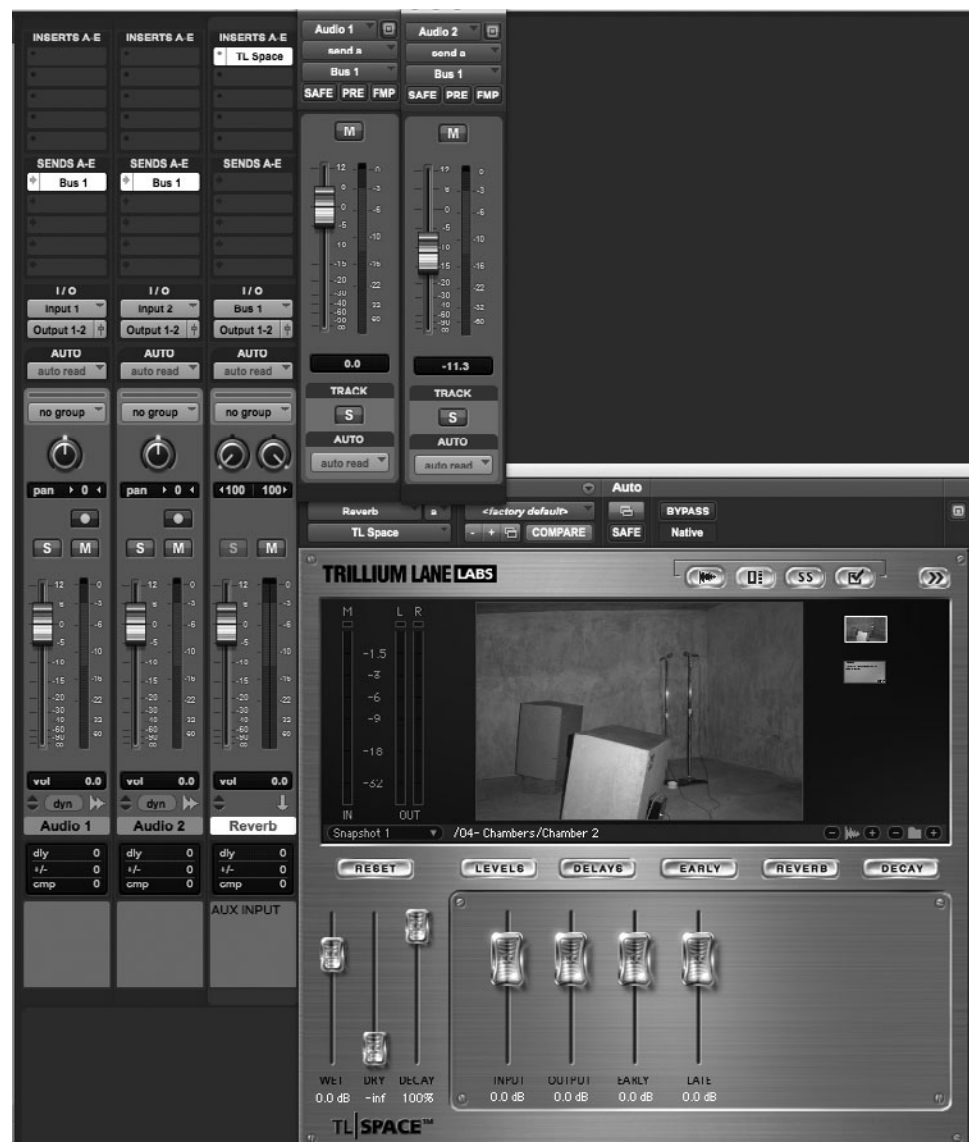 INSERTS A-E
INSERTS A-E
INSERTS A-E
TL Space
SENDS A-E
SENDS A-E
SENDS A-E
Bus 1
Bus 1
I/O
I/O
I/O
Input 1
Input 2
Bus 1
Output 1-2
Output 1-2
Output 1-2
AUTO
AUTO
AUTO
auto read
auto read
auto read
no group
no group
no group
pan 0
pan 0
100 100
S M
S M
S M
12 0
12 0
12 0
vol 0.0
vol 0.0
vol 0.0
dyn
dyn
Audio 1
Audio 2
Reverb
dly 0
+/- 0
cmp 0
dly 0
+/- 0
cmp 0
dly 0
+/- 0
cmp 0
AUX INPUT
Audio 1
send a
Bus 1
SAFE PRE FMP
M
0.0
TRACK
S
AUTO
auto read
Audio 2
send a
Bus 1
SAFE PRE FMP
M
-11.3
TRACK
S
AUTO
auto read
Auto
Reverb a <factory default> BYPASS
TL Space - + COMPARE SAFE Native
TRILLIUM LANE LABS
SS
M L R
-1.5
-3
-6
-9
-18
IN OUT
Snapshot 1 /04- Chambers/Chamber 2
RESET LEVELS DELAYS EARLY REVERB DECAY
WET DRY DECAY INPUT OUTPUT EARLY LATE
0.0 dB -inf 100% 0.0 dB 0.0 dB 0.0 dB 0.0 dB
TL SPACE™